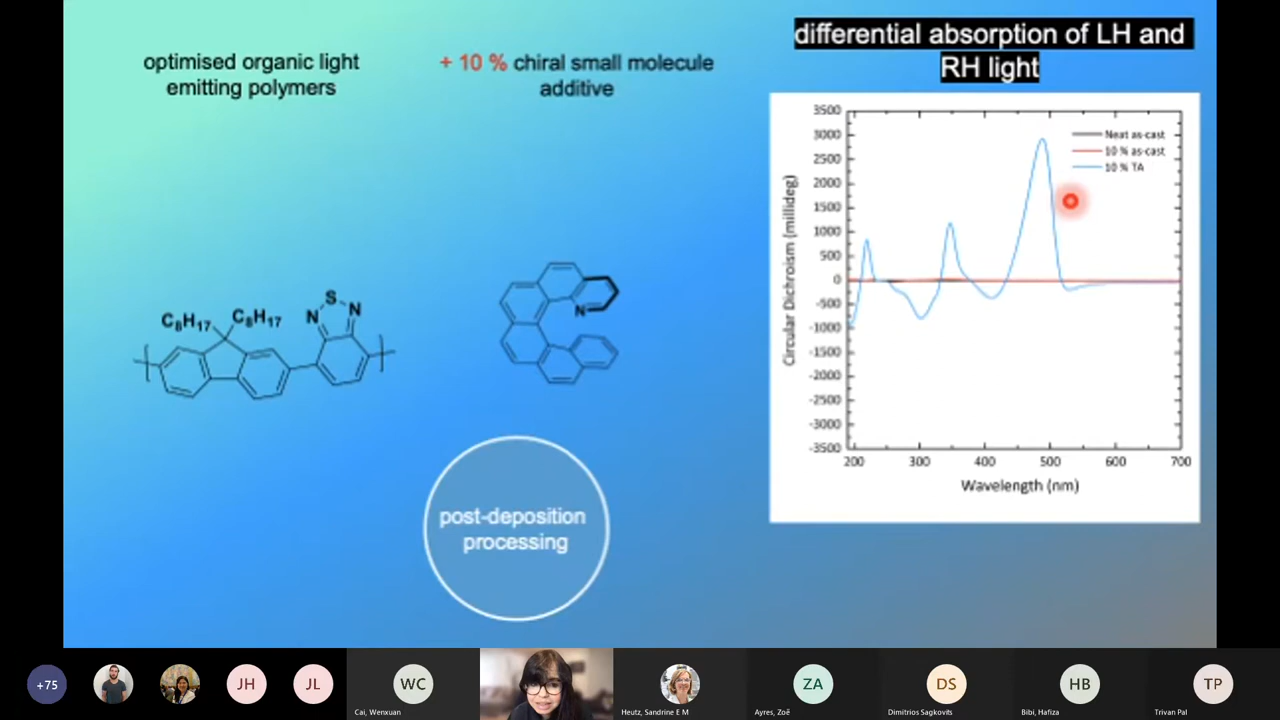 optimised organic light
emitting polymers
+ 10 % chiral small molecule
additive
differential absorption of LH and
RH light
3500
3000
2500
2000
1500
1000
500
0
-500
-1000
-1500
-2000
-2500
-3000
-3500
Circular Dichroism (millideg)
Neat as-cast
10 % as-cast
10 % TA
200 300 400 500 600 700
Wavelength (nm)
C₈H₁₇ C₈H₁₇
N S N
N
post-deposition
processing
+75
JH
JL
WC
Cai, Wenxuan
Heutz, Sandrine E M
ZA
Ayres, Zoë
DS
Dimitrios Sagkovits
HB
Bibi, Hafiza
TP
Trivan Pal